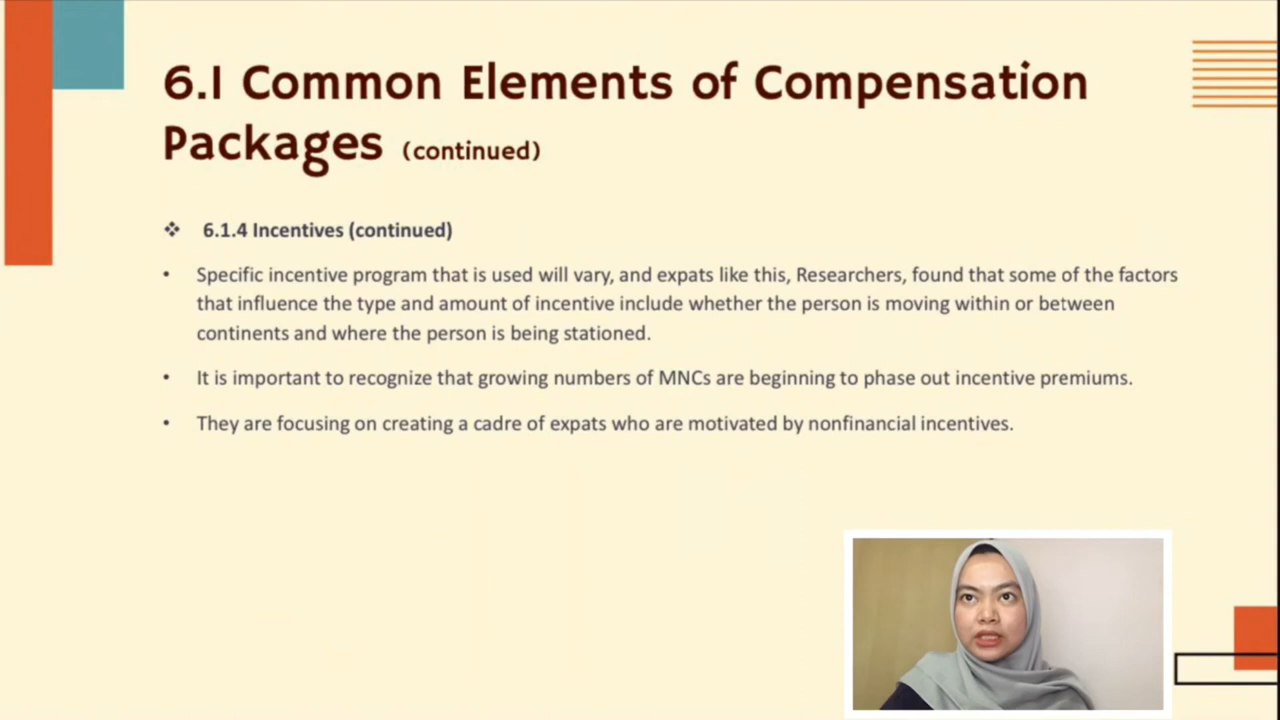 6.1 Common Elements of Compensation
Packages (continued)
❖ 6.1.4 Incentives (continued)
• Specific incentive program that is used will vary, and expats like this, Researchers, found that some of the factors
that influence the type and amount of incentive include whether the person is moving within or between
continents and where the person is being stationed.
• It is important to recognize that growing numbers of MNCs are beginning to phase out incentive premiums.
• They are focusing on creating a cadre of expats who are motivated by nonfinancial incentives.